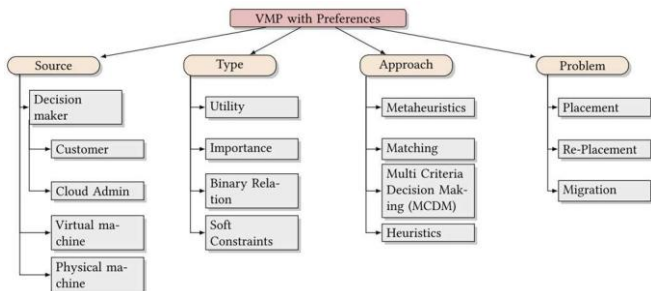 VMP with Preferences
Source
Decision
maker
Customer
Cloud Admin
Virtual ma-
chine
Physical ma-
chine
Type
Utility
Importance
Binary Rela-
tion
Soft
Constraints
Approach
Metaheuristics
Matching
Multi Criteria
Decision Mak-
ing (MCDM)
Heuristics
Problem
Placement
Re-Placement
Migration